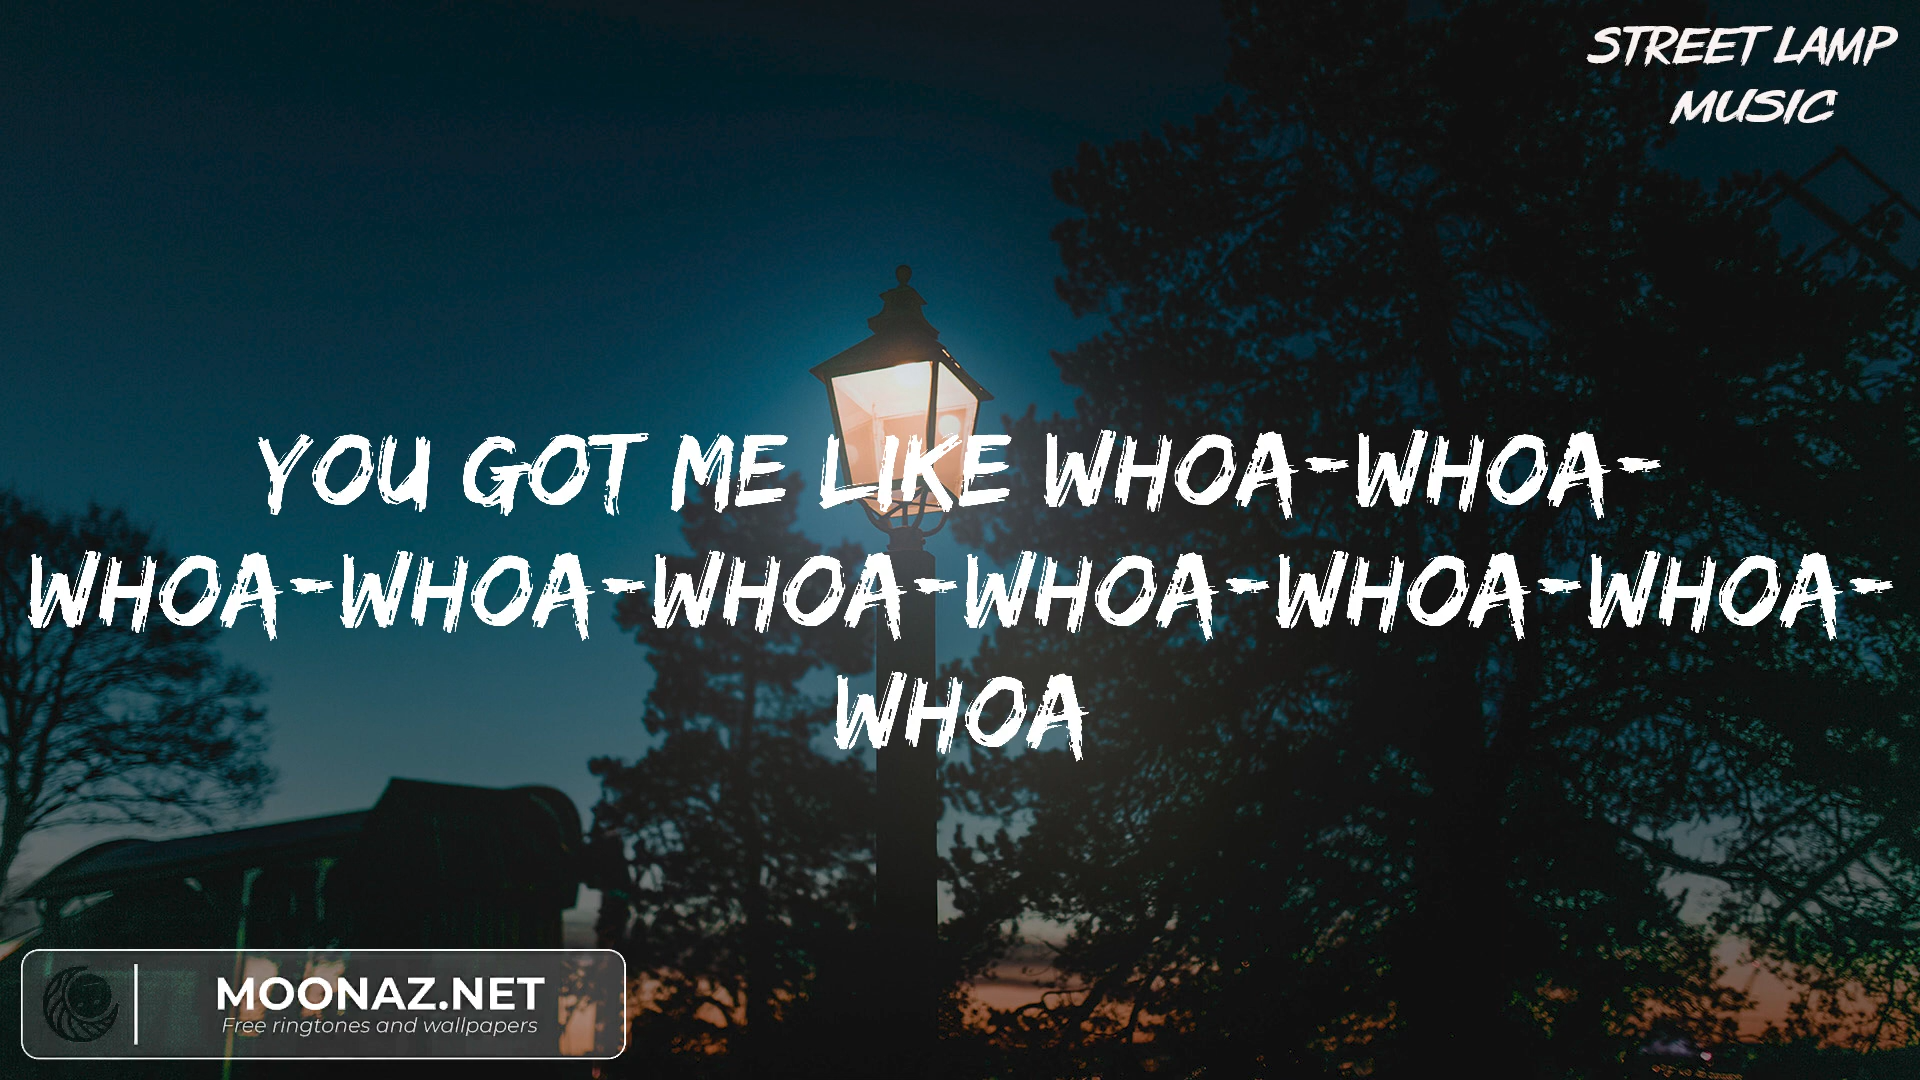 STREET LAMP
MUSIC
YOU GOT ME LIKE WHOA-WHOA-
WHOA-WHOA-WHOA-WHOA-WHOA-WHOA-
WHOA
MOONAZ.NET
Free ringtones and wallpapers